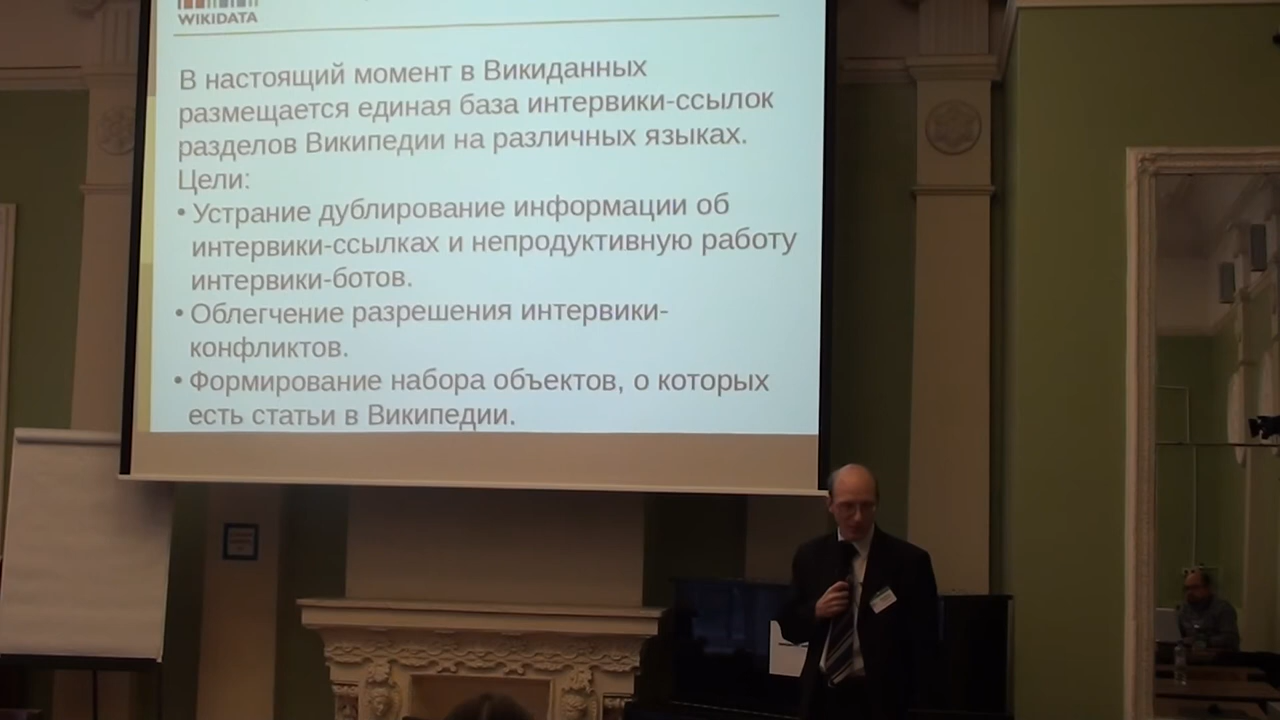 WIKIDATA
В настоящий момент в Викиданных
размещается единая база интервики-ссылок
разделов Википедии на различных языках.
Цели:
• Устрание дублирование информации об
интервики-ссылках и непродуктивную работу
интервики-ботов.
• Облегчение разрешения интервики-
конфликтов.
• Формирование набора объектов, о которых
есть статьи в Википедии.